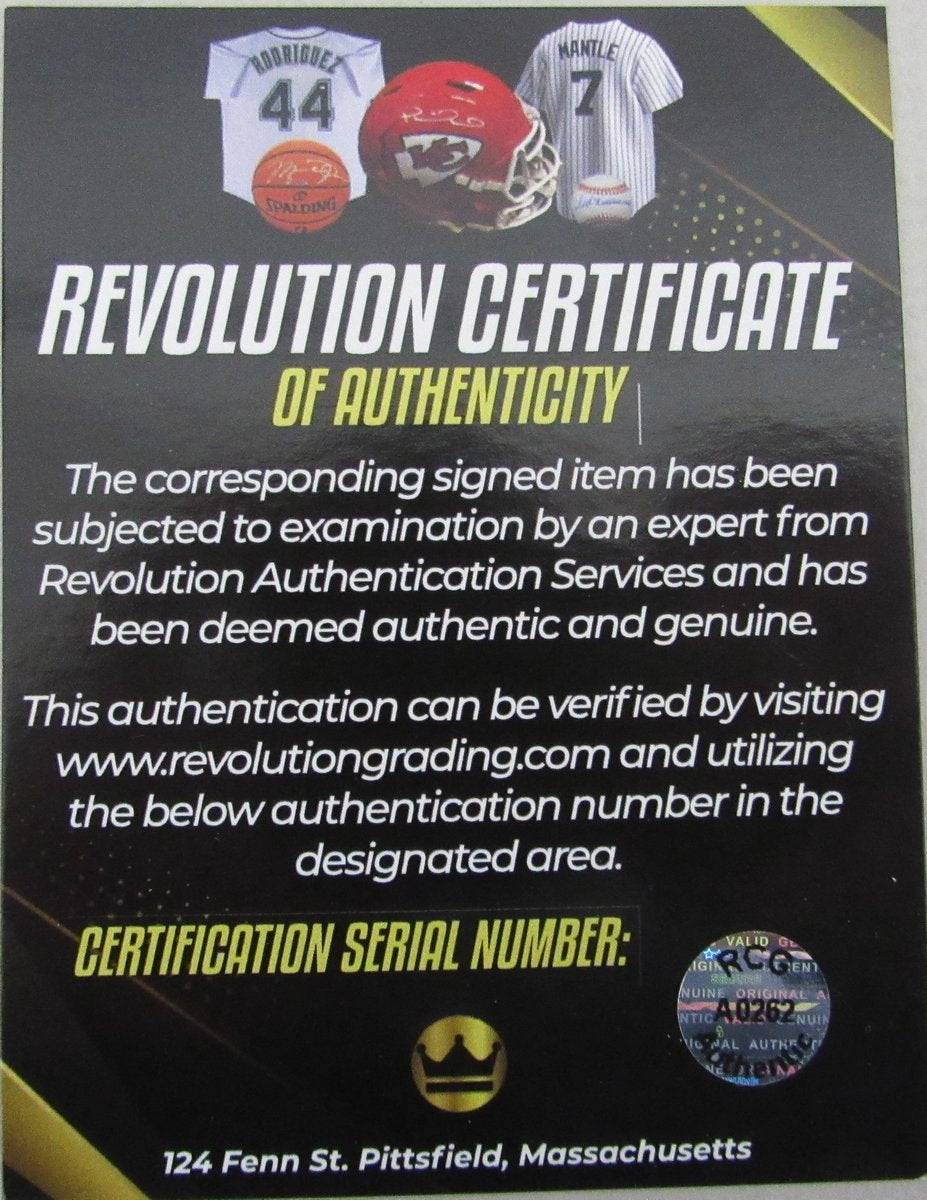 RODRIGUEZ
44
MANTLE
7
SPALDING
REVOLUTION CERTIFICATE
OF AUTHENTICITY
The corresponding signed item has been
subjected to examination by an expert from
Revolution Authentication Services and has
been deemed authentic and genuine.
This authentication can be verified by visiting
www.revolutiongrading.com and utilizing
the below authentication number in the
designated area.
CERTIFICATION SERIAL NUMBER:
VALID
RCG
NUINE ORIGINAL A
A0262
Authentic
124 Fenn St. Pittsfield, Massachusetts